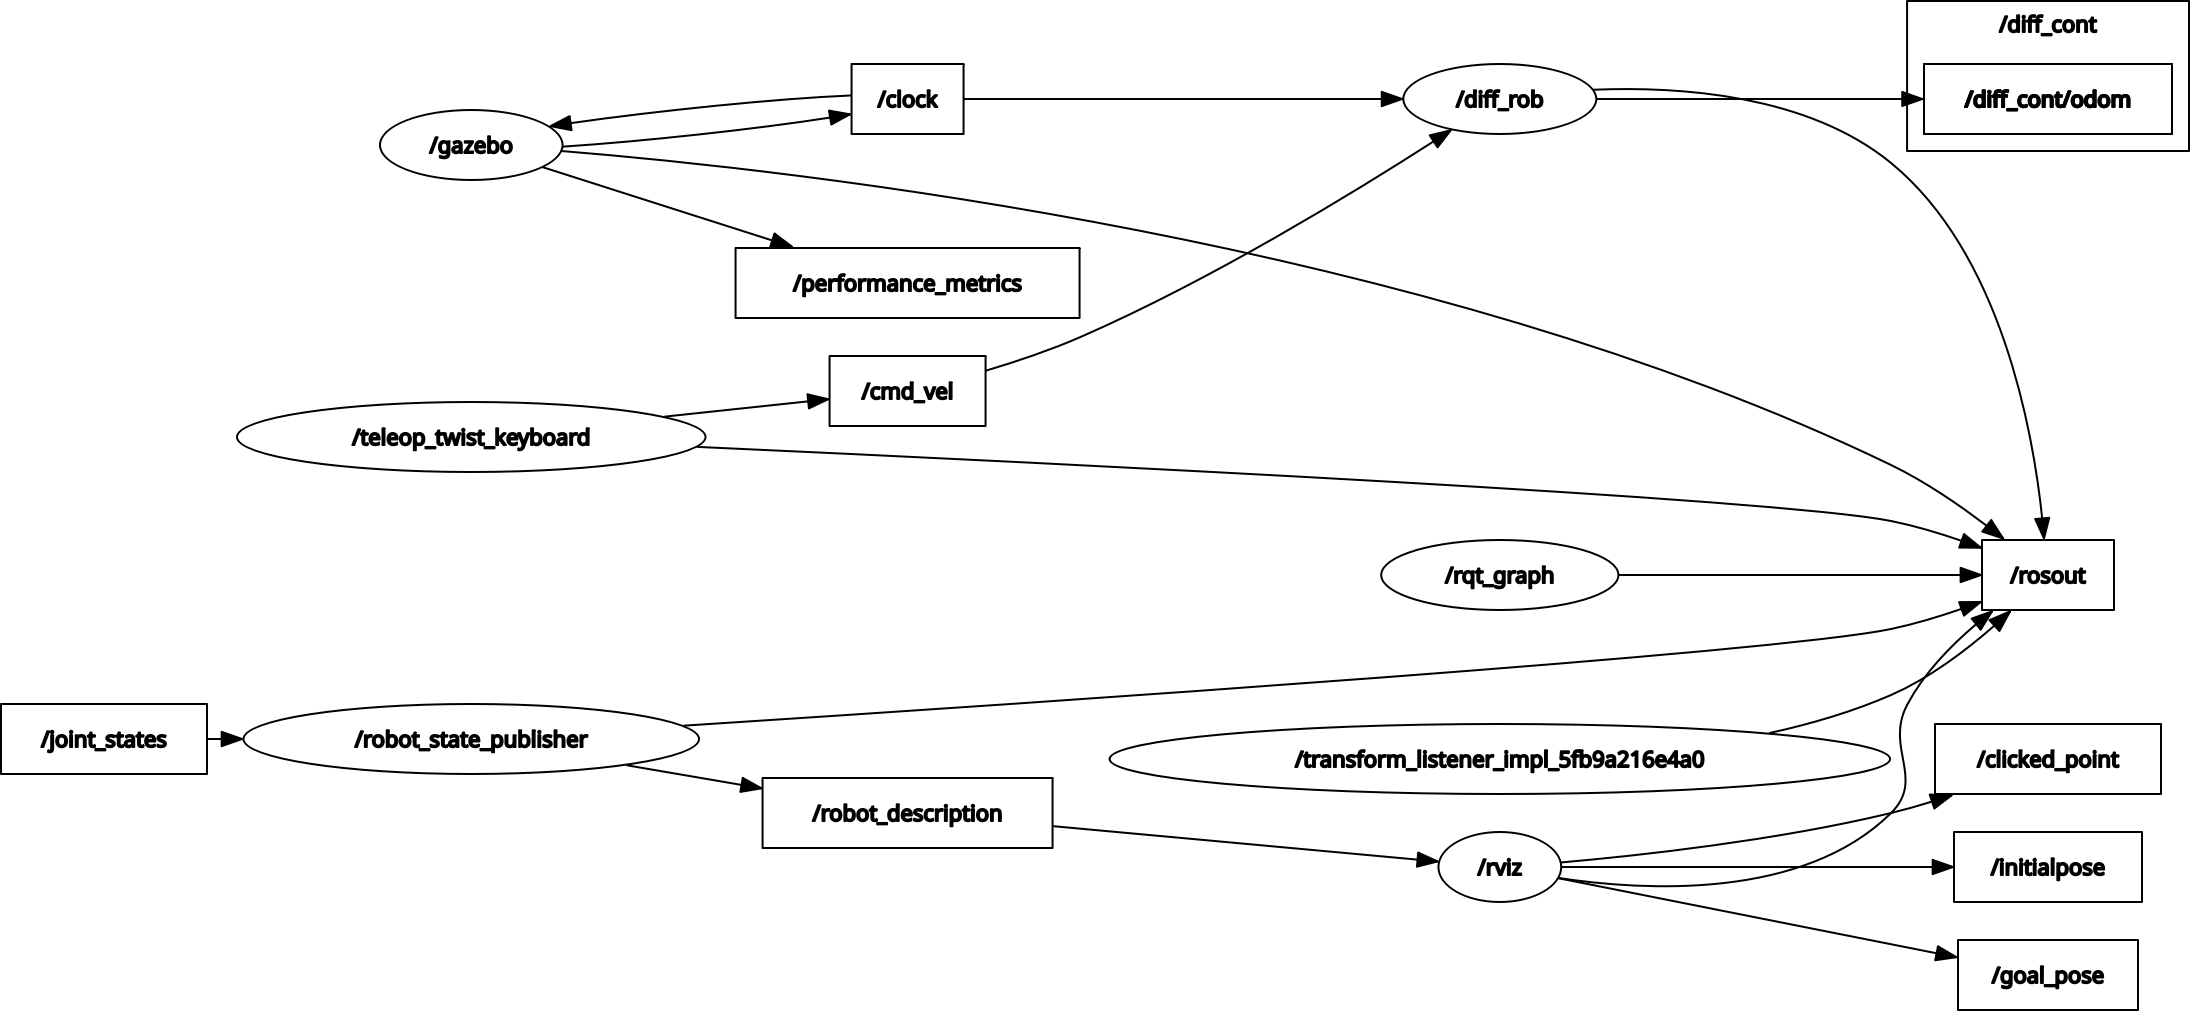 /diff_cont
/clock
/diff_rob
/diff_cont/odom
/gazebo
/performance_metrics
/cmd_vel
/teleop_twist_keyboard
/rqt_graph
/rosout
/joint_states
/robot_state_publisher
/transform_listener_impl_5fb9a216e4a0
/clicked_point
/robot_description
/rviz
/initialpose
/goal_pose